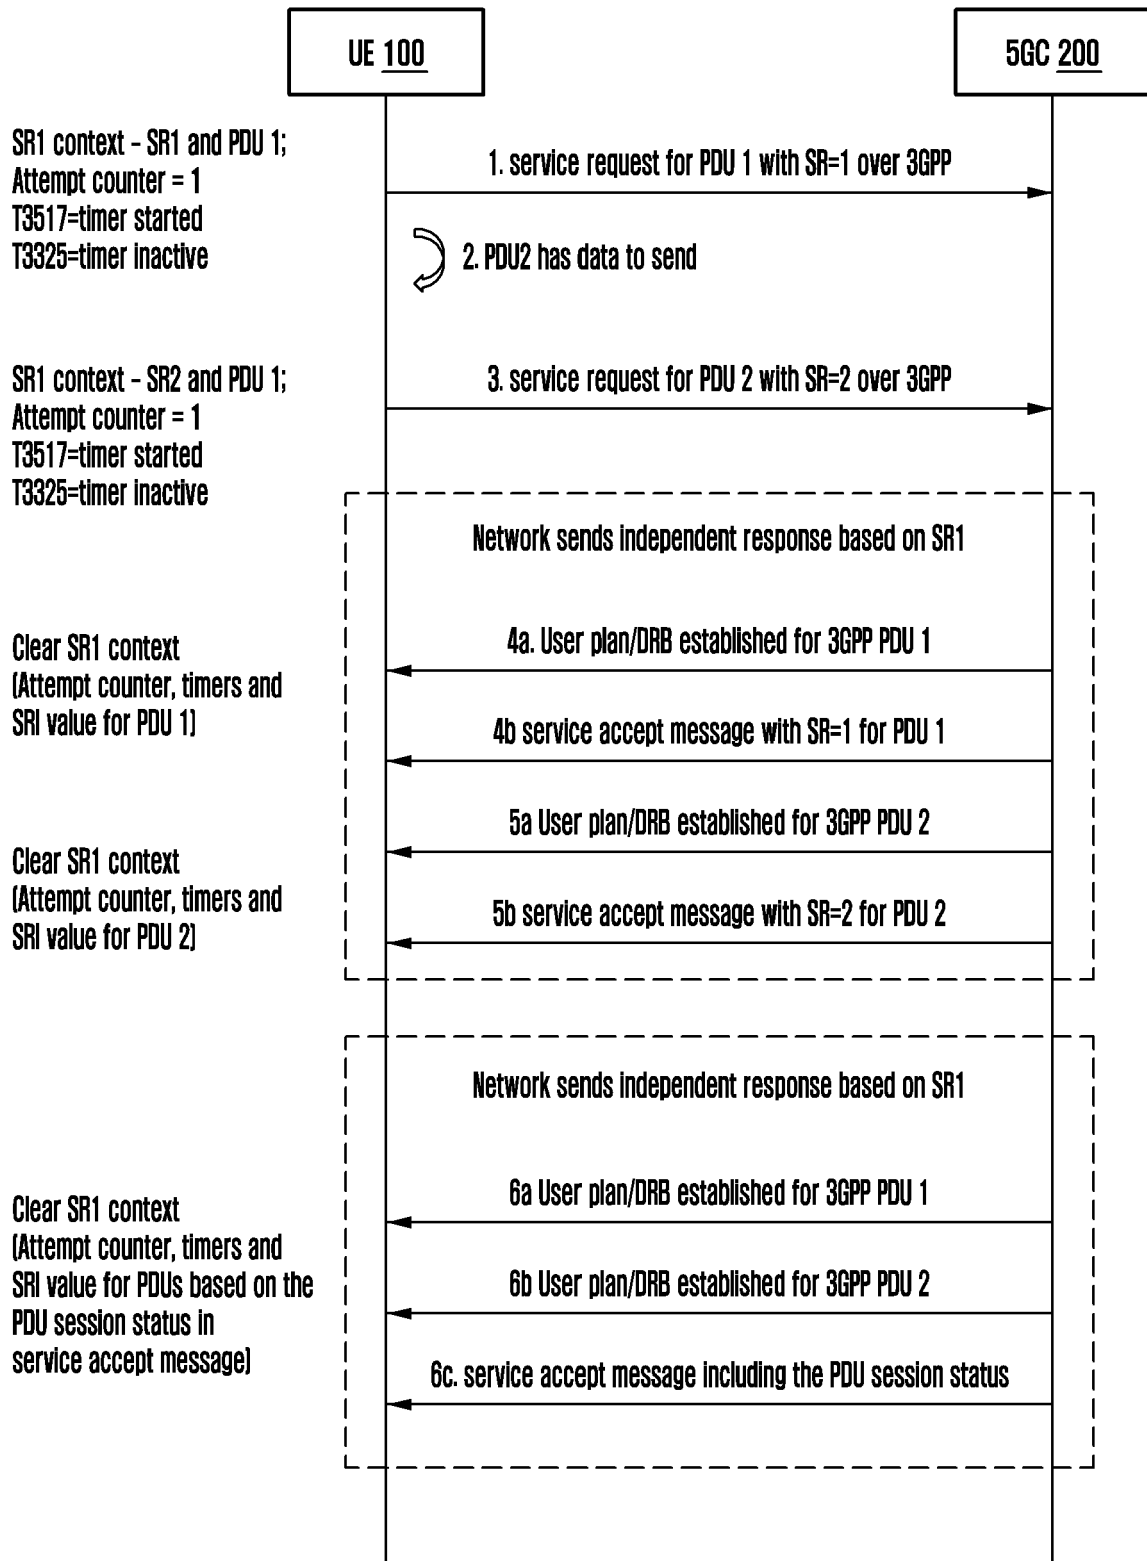 UE 100
5GC 200
SR1 context – SR1 and PDU 1;
Attempt counter = 1
T3517=timer started
T3325=timer inactive
1. service request for PDU 1 with SR=1 over 3GPP
2. PDU2 has data to send
SR1 context – SR2 and PDU 1;
Attempt counter = 1
T3517=timer started
T3325=timer inactive
3. service request for PDU 2 with SR=2 over 3GPP
Network sends independent response based on SR1
Clear SR1 context
(Attempt counter, timers and
SRI value for PDU 1)
4a. User plan/DRB established for 3GPP PDU 1
4b service accept message with SR=1 for PDU 1
5a User plan/DRB established for 3GPP PDU 2
Clear SR1 context
(Attempt counter, timers and
SRI value for PDU 2)
5b service accept message with SR=2 for PDU 2
Network sends independent response based on SR1
Clear SR1 context
(Attempt counter, timers and
SRI value for PDUs based on the
PDU session status in
service accept message)
6a User plan/DRB established for 3GPP PDU 1
6b User plan/DRB established for 3GPP PDU 2
6c. service accept message including the PDU session status